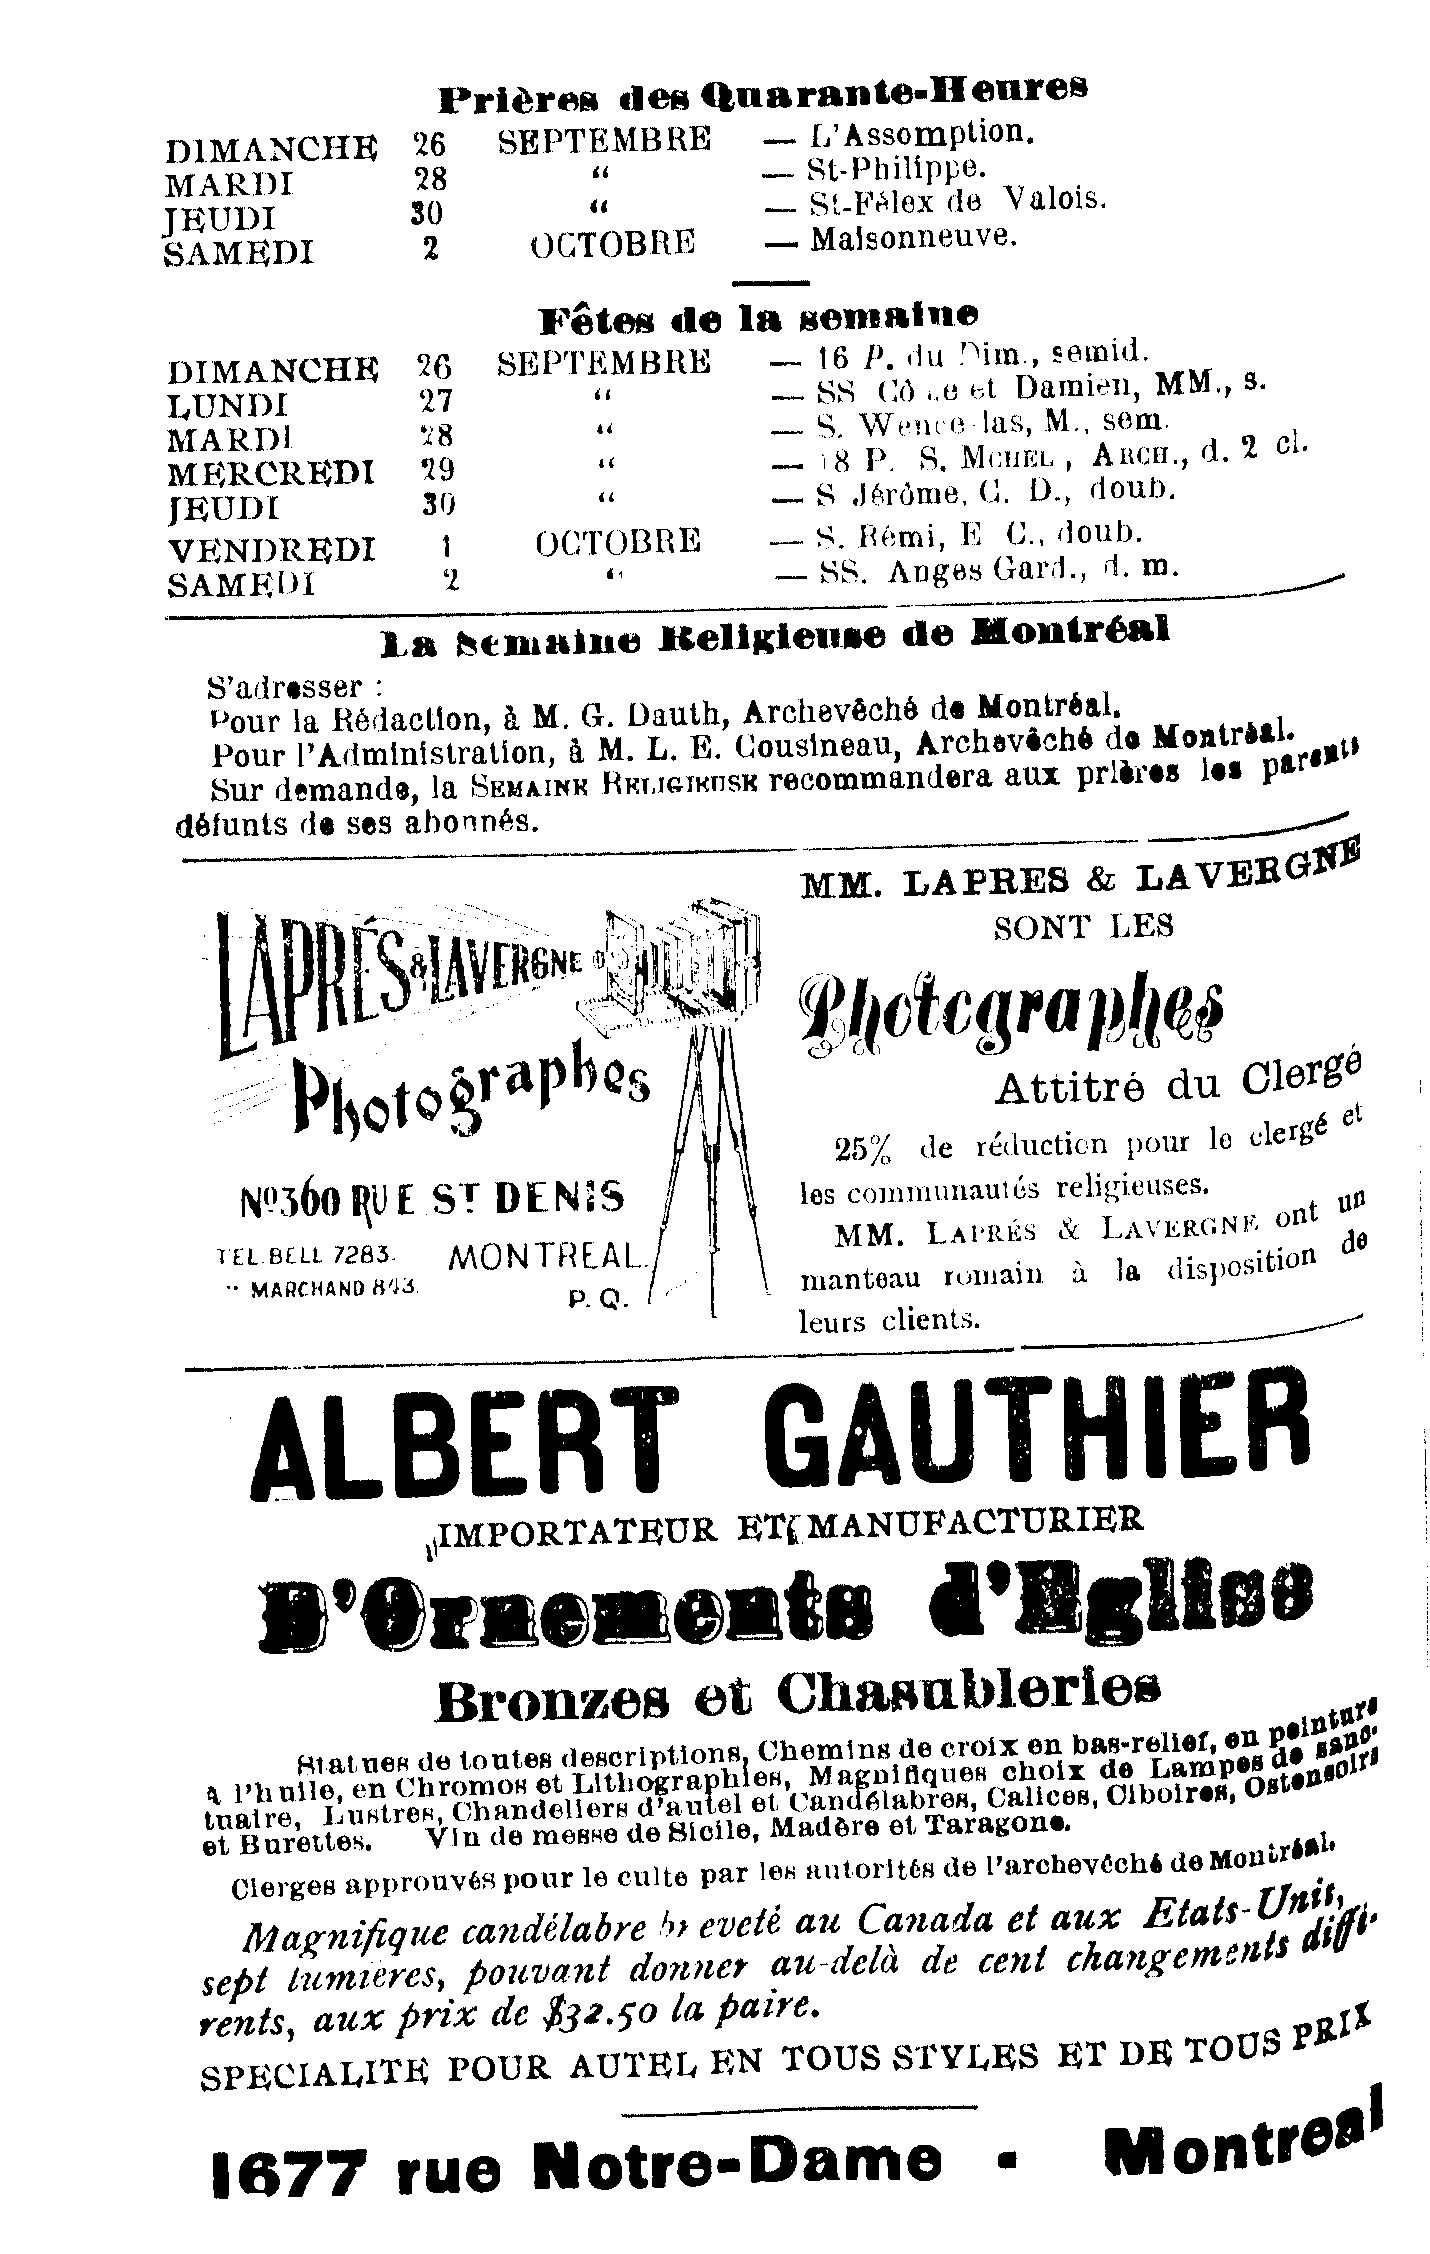 Prières des Quarante-Heures
DIMANCHE 26 SEPTEMBRE — L'Assomption.
MARDI 28 “ — St-Philippe.
JEUDI 30 “ — St-Félex de Valois.
SAMEDI 2 OCTOBRE — Maisonneuve.
Fêtes de la semaine
DIMANCHE 26 SEPTEMBRE — 16 P. du Dim., semid.
LUNDI 27 “ — SS et Damien, MM., s.
MARDI 28 “ — S. M., sem.
MERCREDI 29 “ — 18 P. S. MCHEL, ARCH., d. 2 cl.
JEUDI 30 “ — S Jérôme, C. D., doub.
VENDREDI 1 OCTOBRE — S. Rémi, E C., doub.
SAMEDI 2 “ — SS. Anges Gard., d. m.
La Semaine Religieuse de Montréal
S'adresser :
Pour la Rédaction, à M. G. Dauth, Archevêché de Montréal.
Pour l'Administration, à M. L. E. Cousineau, Archevêché de Montréal.
Sur demande, la SEMAINE RELIGIEUSE recommandera aux prières les parents
défunts de ses abonnés.
LAPRÉS & LAVERGNE
Photographes
No 360 RUE ST DENIS
TEL. BELL 7283. MONTREAL.
" MARCHAND 843. P. Q.
MM. LAPRES & LAVERGNE
SONT LES
Photographes
Attitré du Clergé
25% de réduction pour le clergé et
les communautés religieuses.
MM. LAPRÉS & LAVERGNE ont un
manteau romain à la disposition de
leurs clients.
ALBERT GAUTHIER
IMPORTATEUR ET MANUFACTURIER
D'Ornements d'Eglise
Bronzes et Chasubleries
Statues de toutes descriptions, Chemins de croix en bas-relief, en peinture
à l'huile, en Chromos et Lithographies, Magnifiques choix de Lampes de sanc-
tuaire, Lustres, Chandeliers d'autel et Candélabres, Calices, Ciboires, Ostensoirs
et Burettes. Vin de messe de Sicile, Madère et Taragone.
Cierges approuvés pour le culte par les autorités de l'archevêché de Montréal.
Magnifique candélabre breveté au Canada et aux Etats-Unis,
sept lumières, pouvant donner au-delà de cent changements diffé-
rents, aux prix de $32.50 la paire.
SPECIALITE POUR AUTEL EN TOUS STYLES ET DE TOUS PRIX
1677 rue Notre-Dame - Montreal